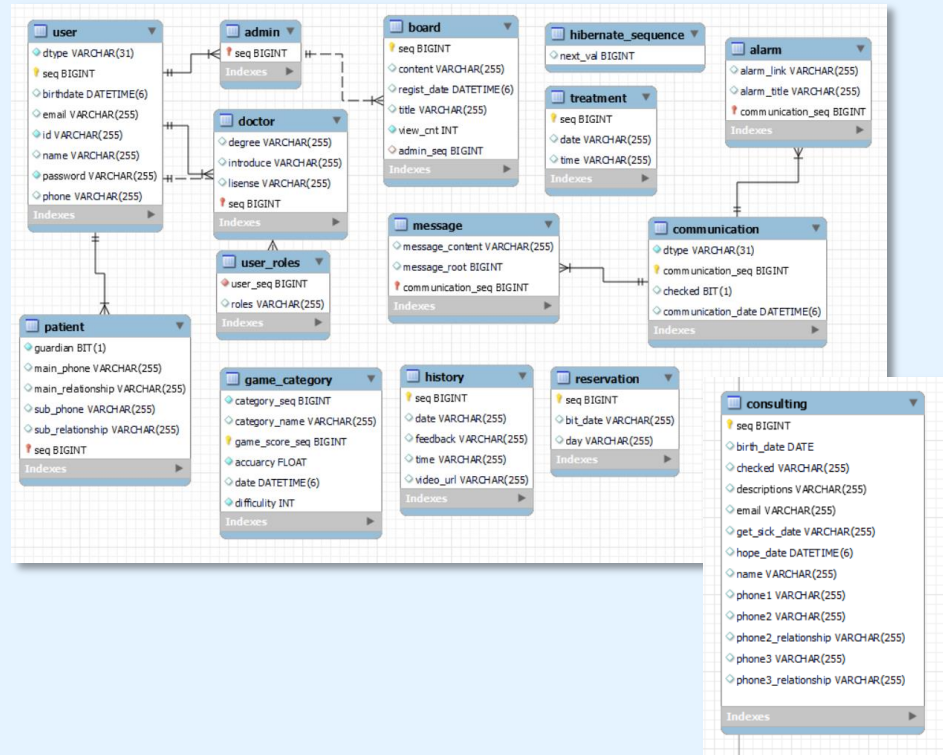 user
dtype VARCHAR(31)
seq BIGINT
birthdate DATETIME(6)
email VARCHAR(255)
id VARCHAR(255)
name VARCHAR(255)
password VARCHAR(255)
phone VARCHAR(255)
Indexes
admin
seq BIGINT
Indexes
doctor
degree VARCHAR(255)
introduce VARCHAR(255)
lisense VARCHAR(255)
seq BIGINT
Indexes
board
seq BIGINT
content VARCHAR(255)
regist_date DATETIME(6)
title VARCHAR(255)
view_cnt INT
admin_seq BIGINT
Indexes
hibernate_sequence
next_val BIGINT
treatment
seq BIGINT
date VARCHAR(255)
time VARCHAR(255)
Indexes
alarm
alarm_link VARCHAR(255)
alarm_title VARCHAR(255)
communication_seq BIGINT
Indexes
message
message_content VARCHAR(255)
message_root BIGINT
communication_seq BIGINT
Indexes
communication
dtype VARCHAR(31)
communication_seq BIGINT
checked BIT(1)
communication_date DATETIME(6)
Indexes
user_roles
user_seq BIGINT
roles VARCHAR(255)
Indexes
patient
guardian BIT(1)
main_phone VARCHAR(255)
main_relationship VARCHAR(255)
sub_phone VARCHAR(255)
sub_relationship VARCHAR(255)
seq BIGINT
Indexes
game_category
category_seq BIGINT
category_name VARCHAR(255)
game_score_seq BIGINT
accuarcy FLOAT
date DATETIME(6)
difficulity INT
Indexes
history
seq BIGINT
date VARCHAR(255)
feedback VARCHAR(255)
time VARCHAR(255)
video_url VARCHAR(255)
Indexes
reservation
seq BIGINT
bit_date VARCHAR(255)
day VARCHAR(255)
Indexes
consulting
seq BIGINT
birth_date DATE
checked VARCHAR(255)
descriptions VARCHAR(255)
email VARCHAR(255)
get_sick_date VARCHAR(255)
hope_date DATETIME(6)
name VARCHAR(255)
phone1 VARCHAR(255)
phone2 VARCHAR(255)
phone2_relationship VARCHAR(255)
phone3 VARCHAR(255)
phone3_relationship VARCHAR(255)
Indexes